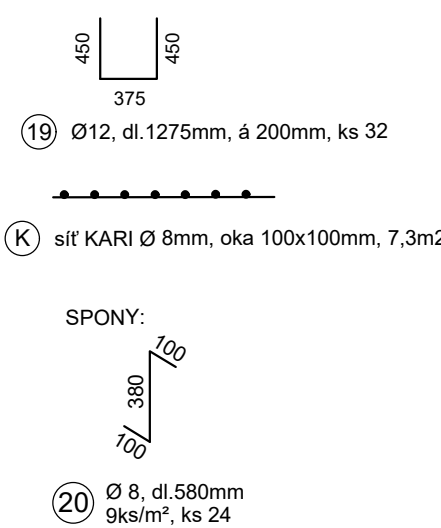 450
450
375
19 Ø12, dl.1275mm, á 200mm, ks 32
K síť KARI Ø 8mm, oka 100x100mm, 7,3m2
SPONY:
100
380
100
20 Ø 8, dl.580mm
9ks/m², ks 24